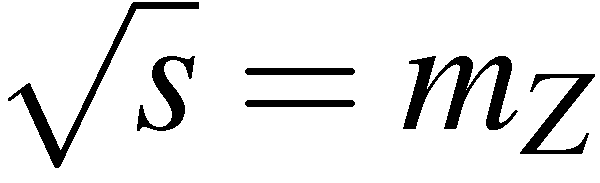 √s = m_Z